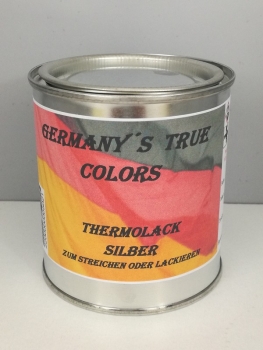 GERMANY´S TRUE
COLORS
THERMOLACK
SILBER
ZUM STREICHEN ODER LACKIEREN